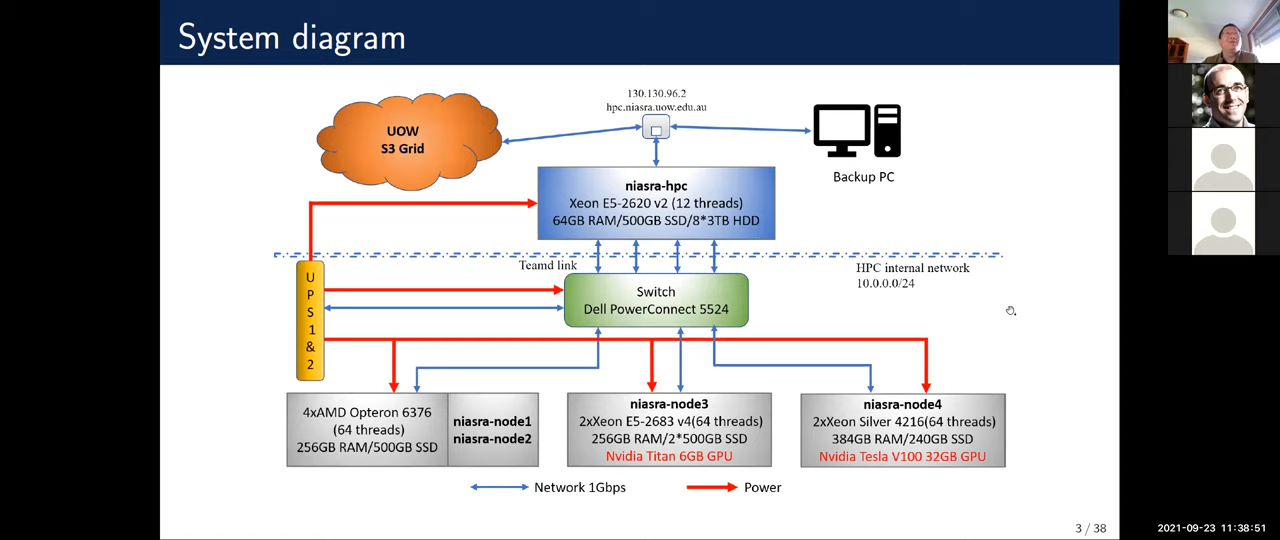 System diagram
130.130.96.2
hpc.niasra.uow.edu.au
UOW
S3 Grid
Backup PC
niasra-hpc
Xeon E5-2620 v2 (12 threads)
64GB RAM/500GB SSD/8*3TB HDD
Teamd link
HPC internal network
10.0.0.0/24
U
P
S
1
&
2
Switch
Dell PowerConnect 5524
4xAMD Opteron 6376
(64 threads)
256GB RAM/500GB SSD
niasra-node1
niasra-node2
niasra-node3
2xXeon E5-2683 v4(64 threads)
256GB RAM/2*500GB SSD
Nvidia Titan 6GB GPU
niasra-node4
2xXeon Silver 4216(64 threads)
384GB RAM/240GB SSD
Nvidia Tesla V100 32GB GPU
Network 1Gbps
Power
3 / 38
2021-09-23 11:38:51